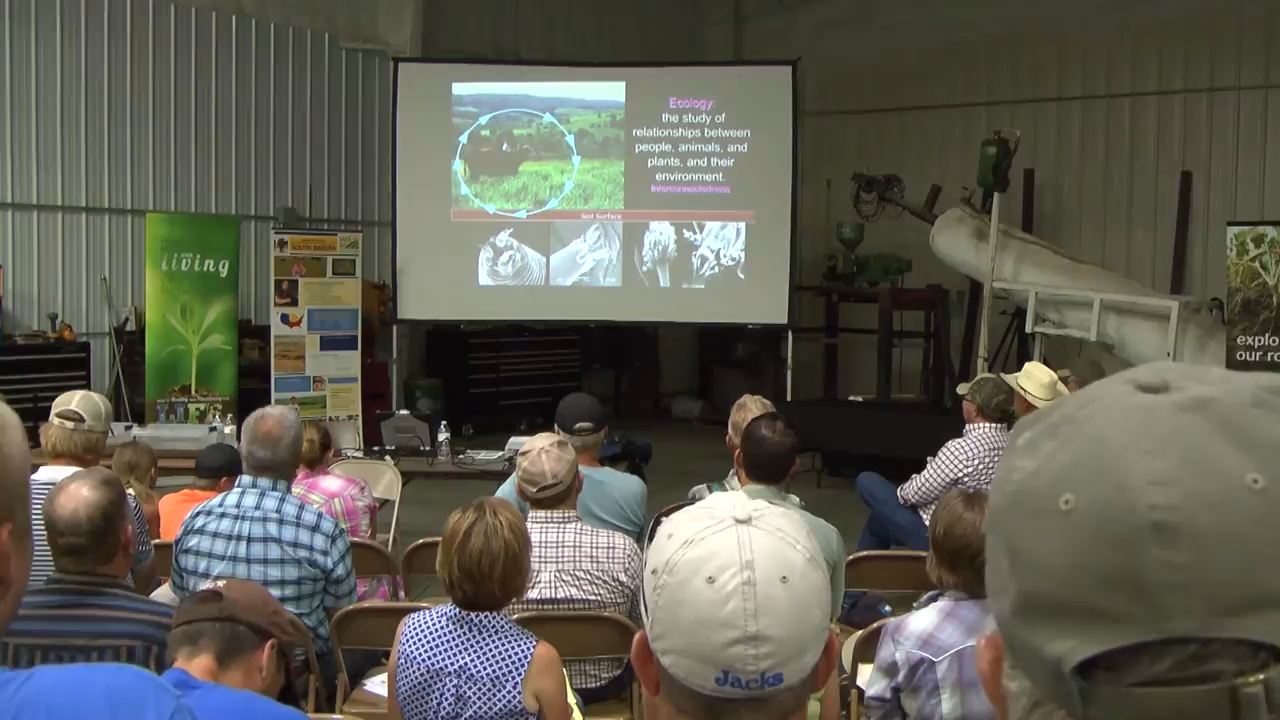 Ecology:
the study of
relationships between
people, animals, and
plants, and their
environment.
Interconnectedness
Soil Surface
living
SOUTH DAKOTA
explo
our ro
Jacks